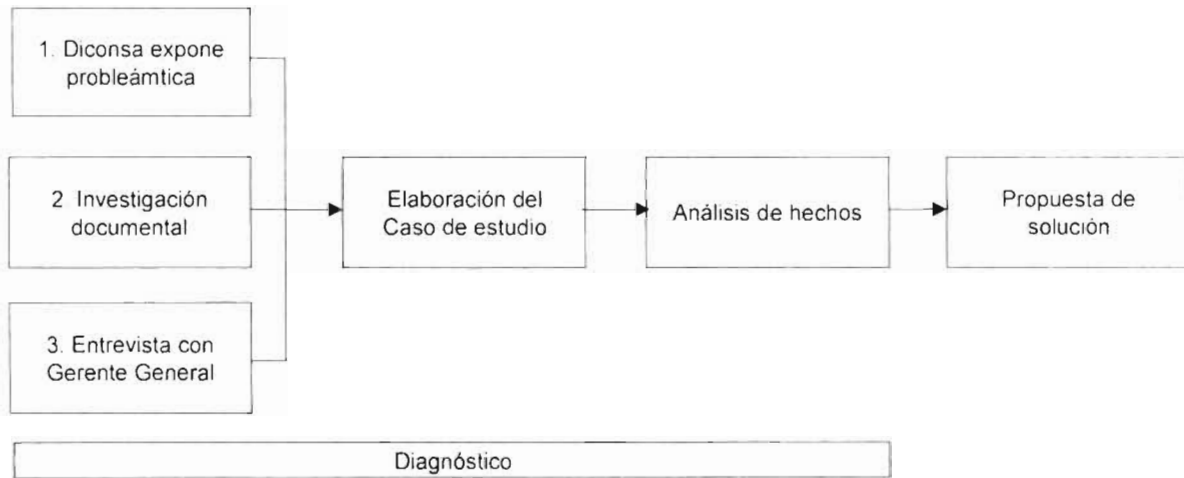 1. Diconsa expone
probleámtica
2 Investigación
documental
3. Entrevista con
Gerente General
Elaboración del
Caso de estudio
Análisis de hechos
Propuesta de
solución
Diagnóstico